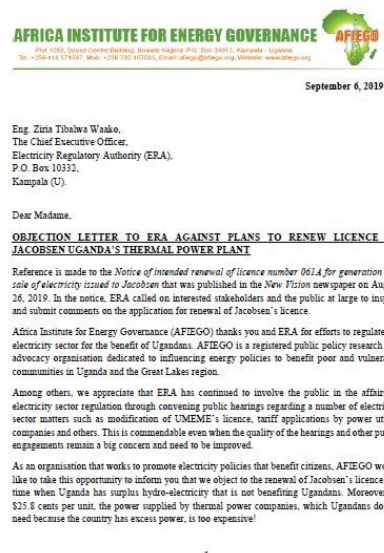 AFRICA INSTITUTE FOR ENERGY GOVERNANCE
AFIEGO
September 6, 2019
Eng. Ziria Tibalwa Waako,
The Chief Executive Officer,
Electricity Regulatory Authority (ERA),
P.O. Box 10332,
Kampala (U).
Dear Madame,
OBJECTION LETTER TO ERA AGAINST PLANS TO RENEW LICENCE
JACOBSEN UGANDA'S THERMAL POWER PLANT
Reference is made to the Notice of intended renewal of licence number 061A for generation
sale of electricity issued to Jacobsen that was published in the New Vision newspaper on Au
26, 2019. In the notice, ERA called on interested stakeholders and the public at large to insp
and submit comments on the application for renewal of Jacobsen's licence.
Africa Institute for Energy Governance (AFIEGO) thanks you and ERA for efforts to regulate
electricity sector for the benefit of Ugandans. AFIEGO is a registered public policy research
advocacy organisation dedicated to influencing energy policies to benefit poor and vulner
communities in Uganda and the Great Lakes region.
Among others, we appreciate that ERA has continued to involve the public in the affair
electricity sector regulation through convening public hearings regarding a number of electri
sector matters such as modification of UMEME's licence, tariff applications by power ut
companies and others. This is commendable even when the quality of the hearings and other pu
engagements remain a big concern and need to be improved.
As an organisation that works to promote electricity policies that benefit citizens, AFIEGO wo
like to take this opportunity to inform you that we object to the renewal of Jacobsen's licence
time when Uganda has surplus hydro-electricity that is not benefiting Ugandans. Moreover
$25.8 cents per unit, the power supplied by thermal power companies, which Ugandans do
need because the country has excess power, is too expensive!